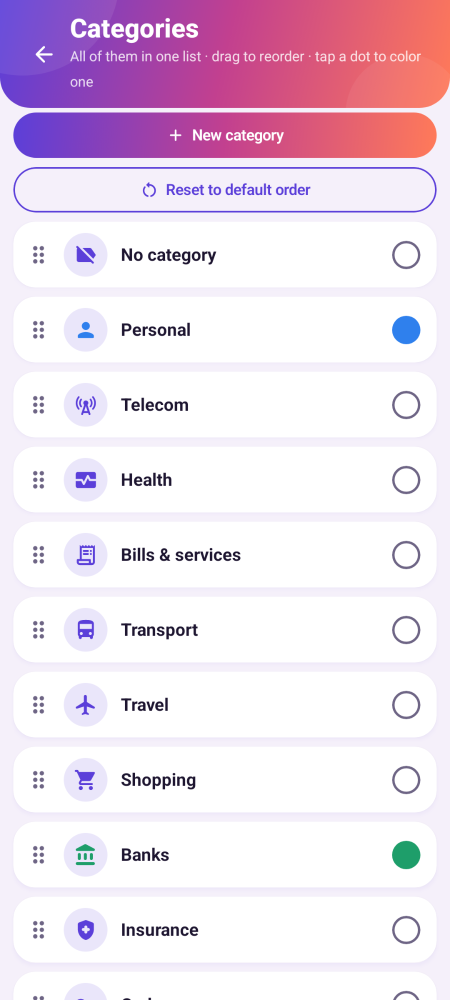 Categories
All of them in one list · drag to reorder · tap a dot to color
one
New category
Reset to default order
No category
Personal
Telecom
Health
Bills & services
Transport
Travel
Shopping
Banks
Insurance